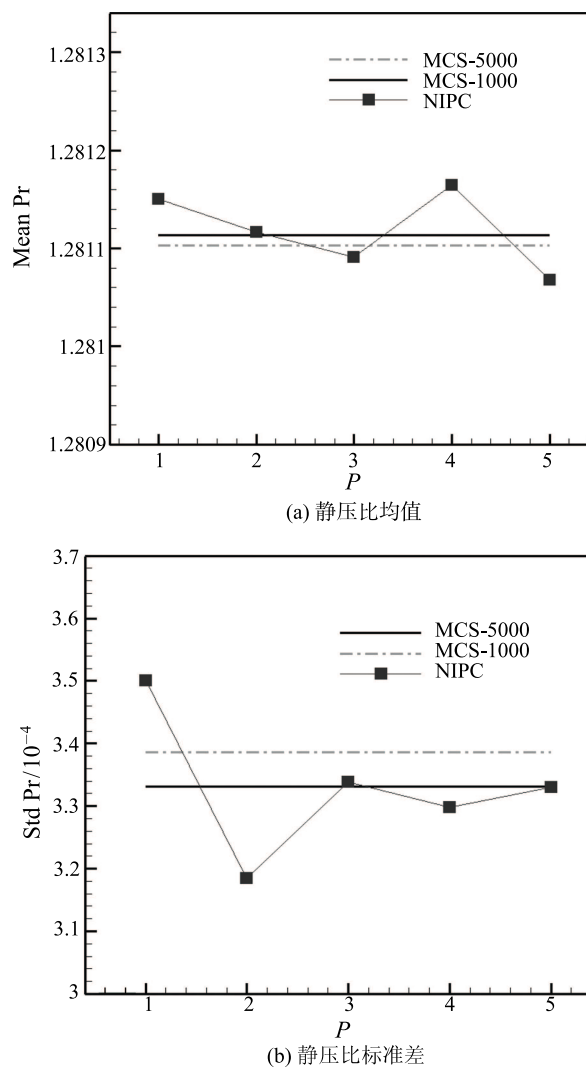 1.2813
1.2812
1.2811
1.281
1.2809
Mean Pr
MCS-5000
MCS-1000
NIPC
1 2 3 4 5
P
(a) 静压比均值
3.7
3.6
3.5
3.4
3.3
3.2
3.1
3
Std Pr/10⁻⁴
MCS-5000
MCS-1000
NIPC
1 2 3 4 5
P
(b) 静压比标准差